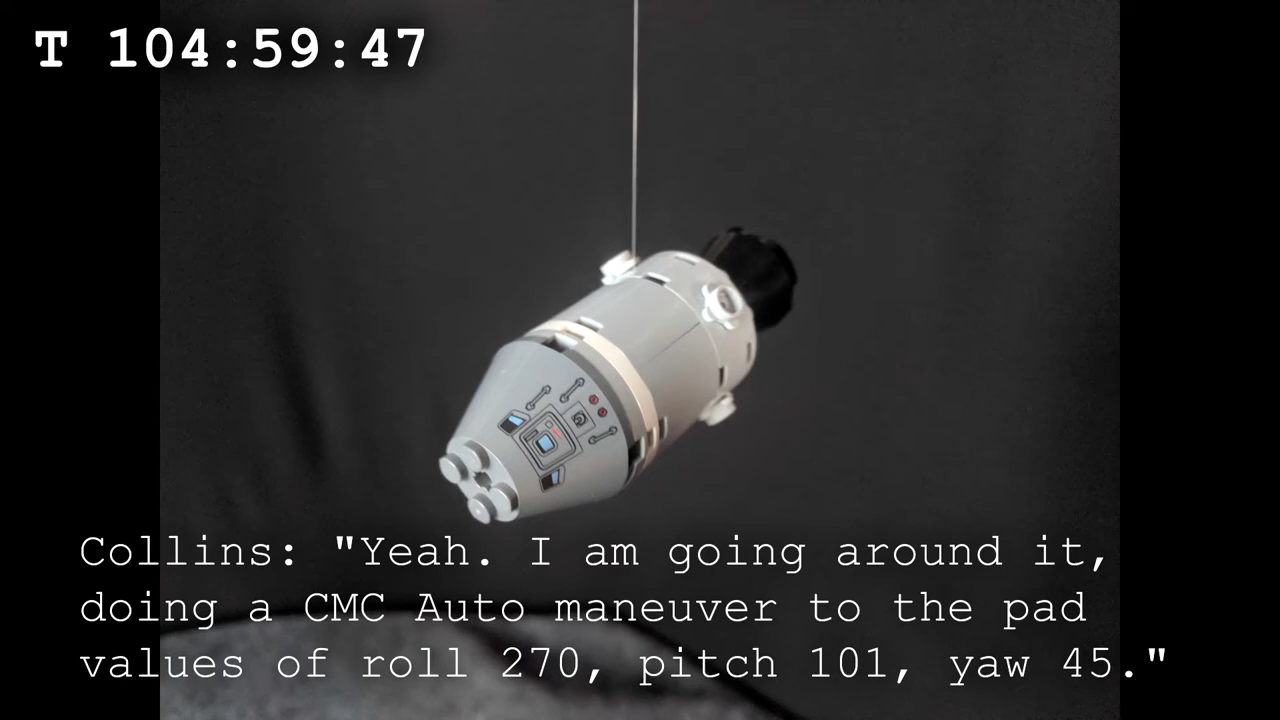 T 104:59:47
Collins: "Yeah. I am going around it,
doing a CMC Auto maneuver to the pad
values of roll 270, pitch 101, yaw 45."